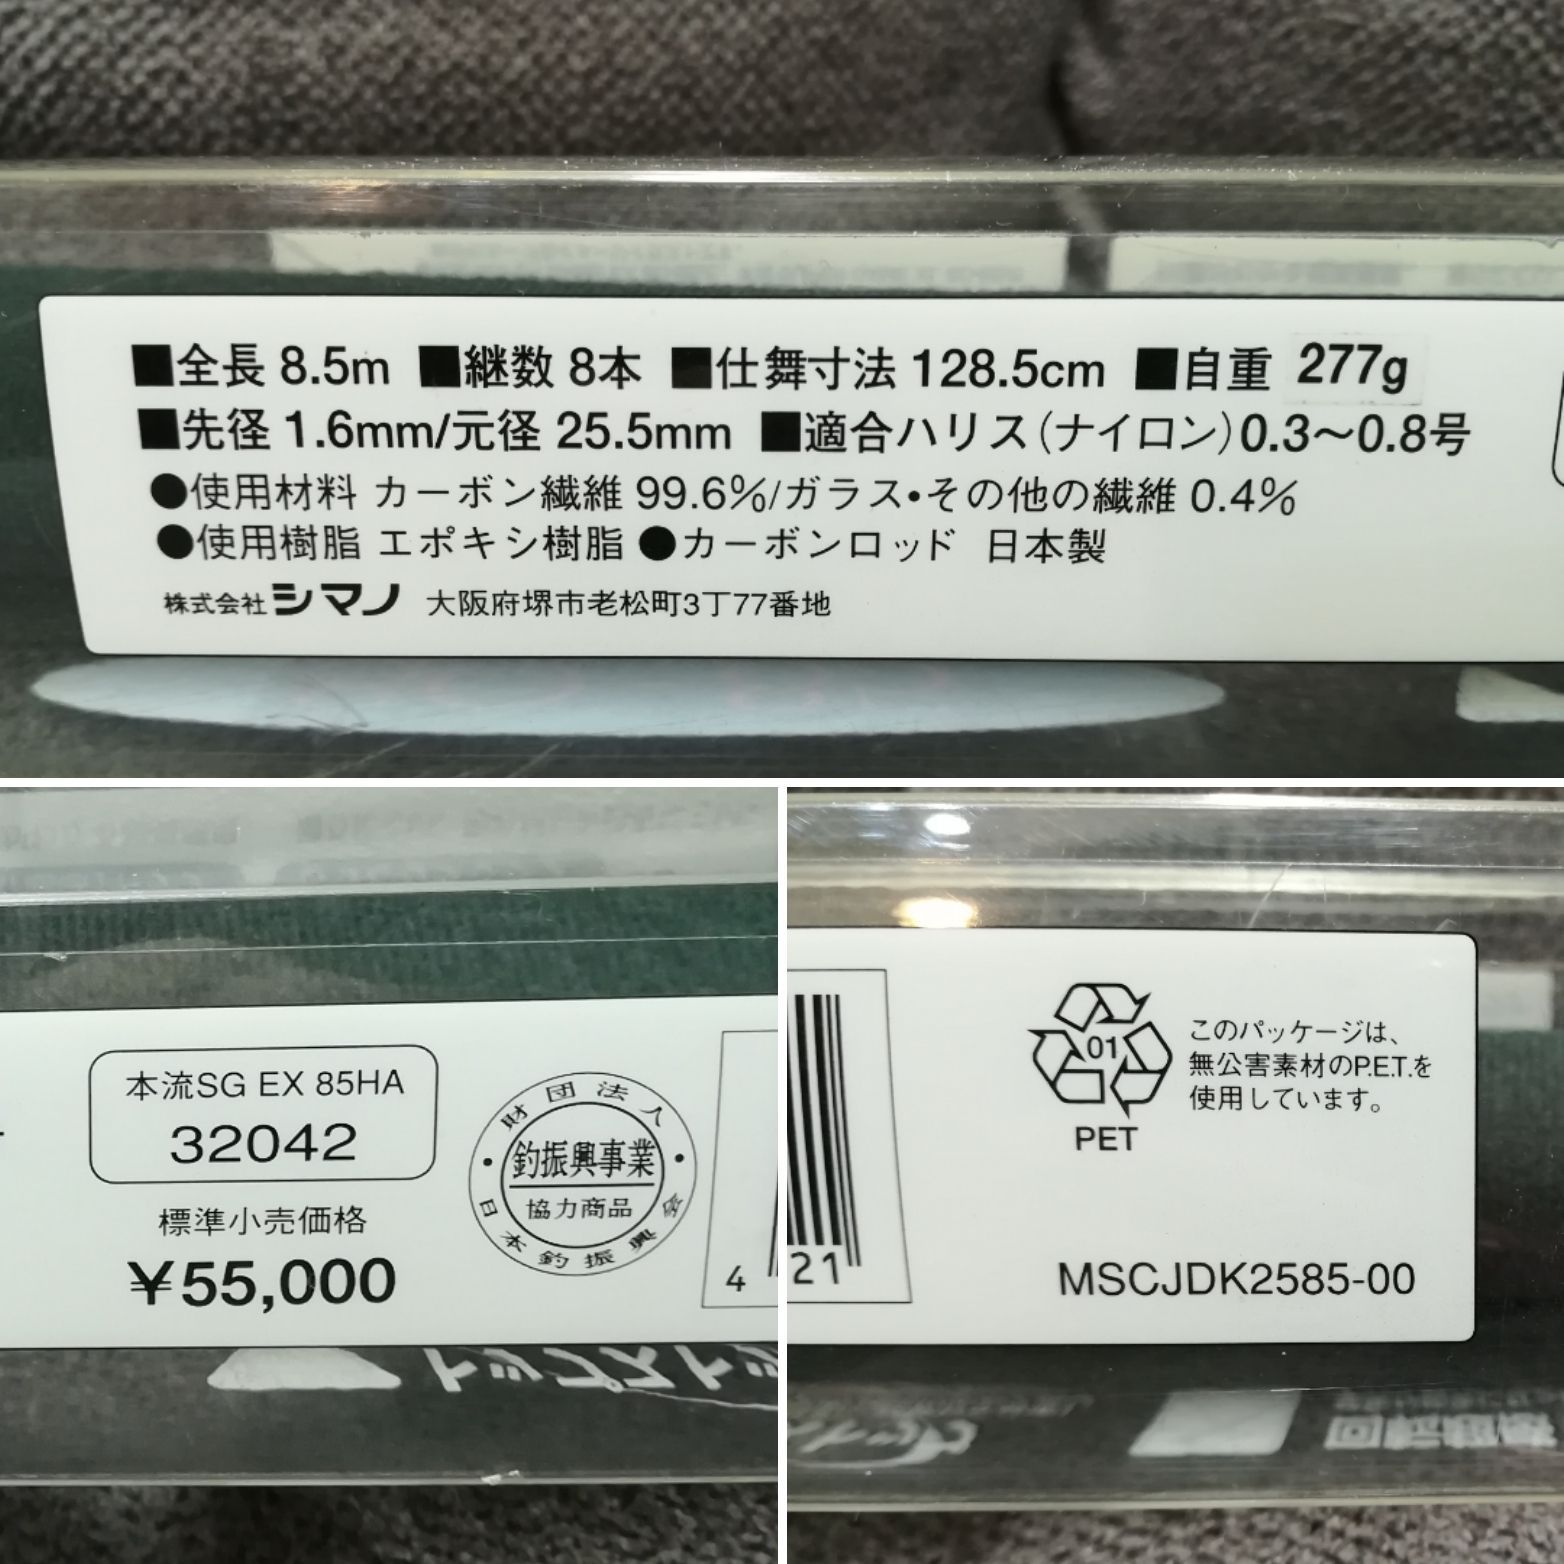 ■全長 8.5m ■継数 8本 ■仕舞寸法 128.5cm ■自重 277g
■先径 1.6mm/元径 25.5mm ■適合ハリス(ナイロン)0.3〜0.8号
●使用材料 カーボン繊維 99.6%/ガラス・その他の繊維 0.4%
●使用樹脂 エポキシ樹脂 ●カーボンロッド 日本製
株式会社シマノ 大阪府堺市老松町3丁77番地
本流SG EX 85HA
32042
標準小売価格
¥55,000
財団法人
釣振興事業
協力商品
日本釣振興会
4
トップスト
21
01
PET
このパッケージは、
無公害素材のP.E.T.を
使用しています。
MSCJDK2585-00